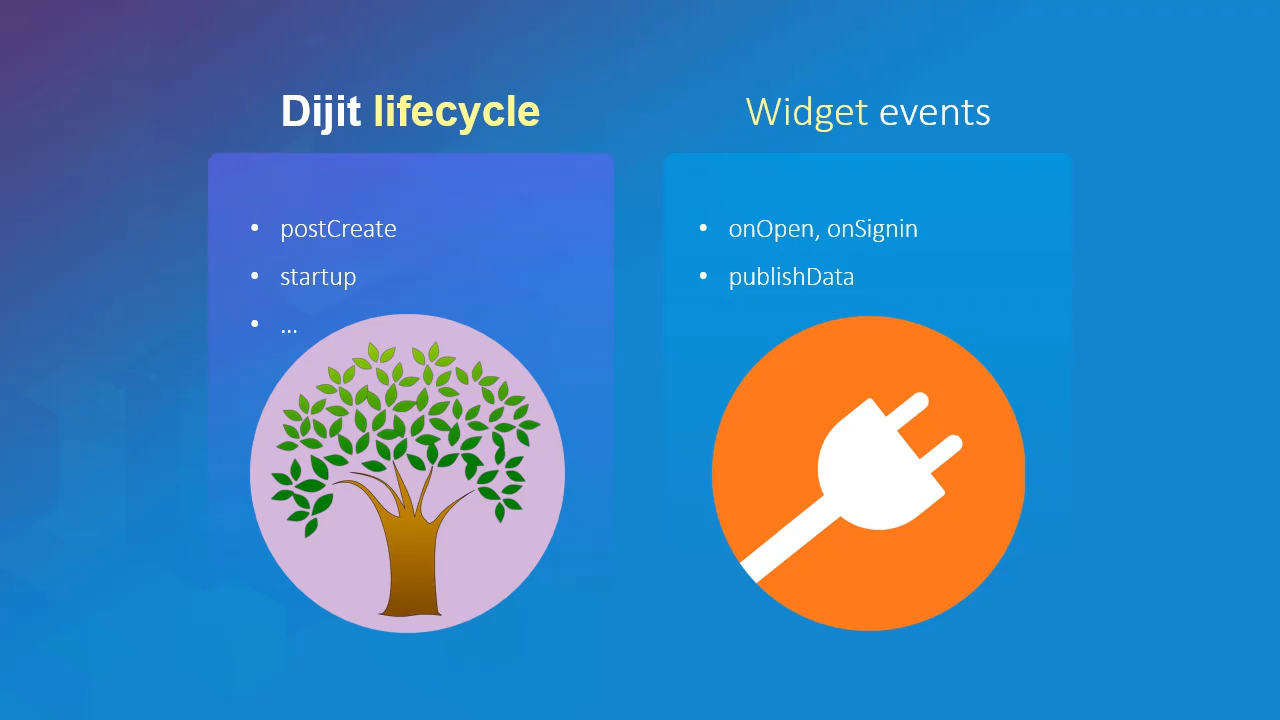 Dijit lifecycle
• postCreate
• startup
• ...
Widget events
• onOpen, onSignin
• publishData